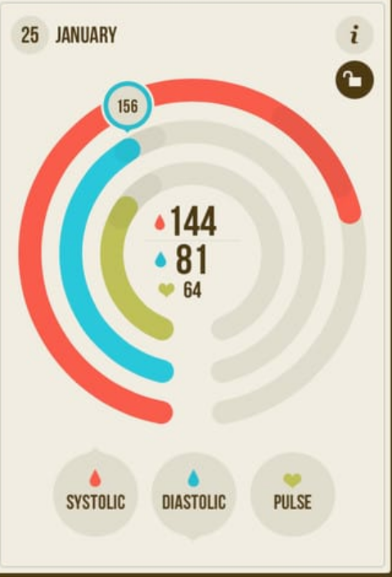 25 JANUARY
i
156
144
81
64
SYSTOLIC
DIASTOLIC
PULSE